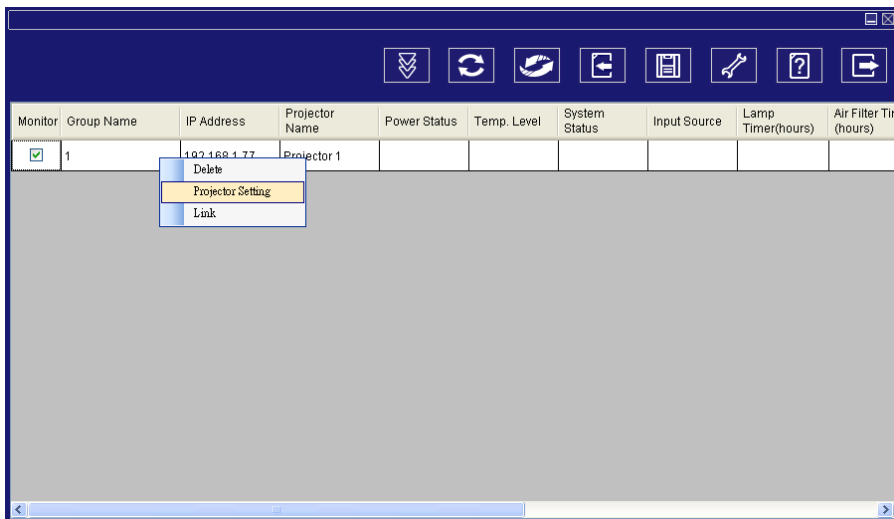 Monitor Group Name IP Address Projector Name Power Status Temp. Level System Status Input Source Lamp Timer(hours) Air Filter Tir (hours)
1 192.168.1.77 Projector 1
Delete
Projector Setting
Link